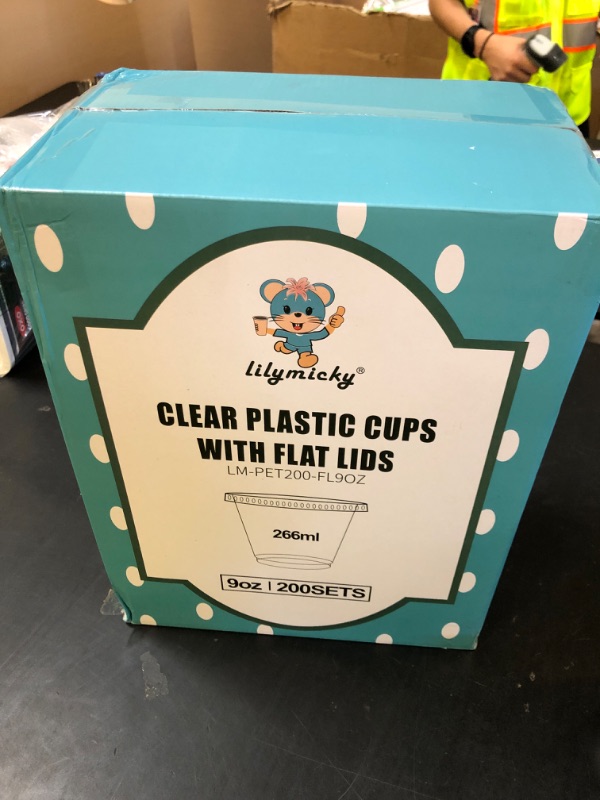 lilymicky®
CLEAR PLASTIC CUPS
WITH FLAT LIDS
LM-PET200-FL9OZ
266ml
9oz | 200SETS